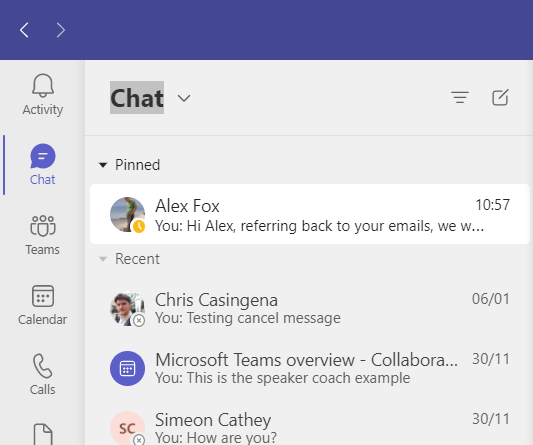 Activity
Chat
Teams
Calendar
Calls
Chat
Pinned
Alex Fox 10:57
You: Hi Alex, referring back to your emails, we w...
Recent
Chris Casingena 06/01
You: Testing cancel message
Microsoft Teams overview - Collabora... 30/11
You: This is the speaker coach example
SC
Simeon Cathey 30/11
You: How are you?